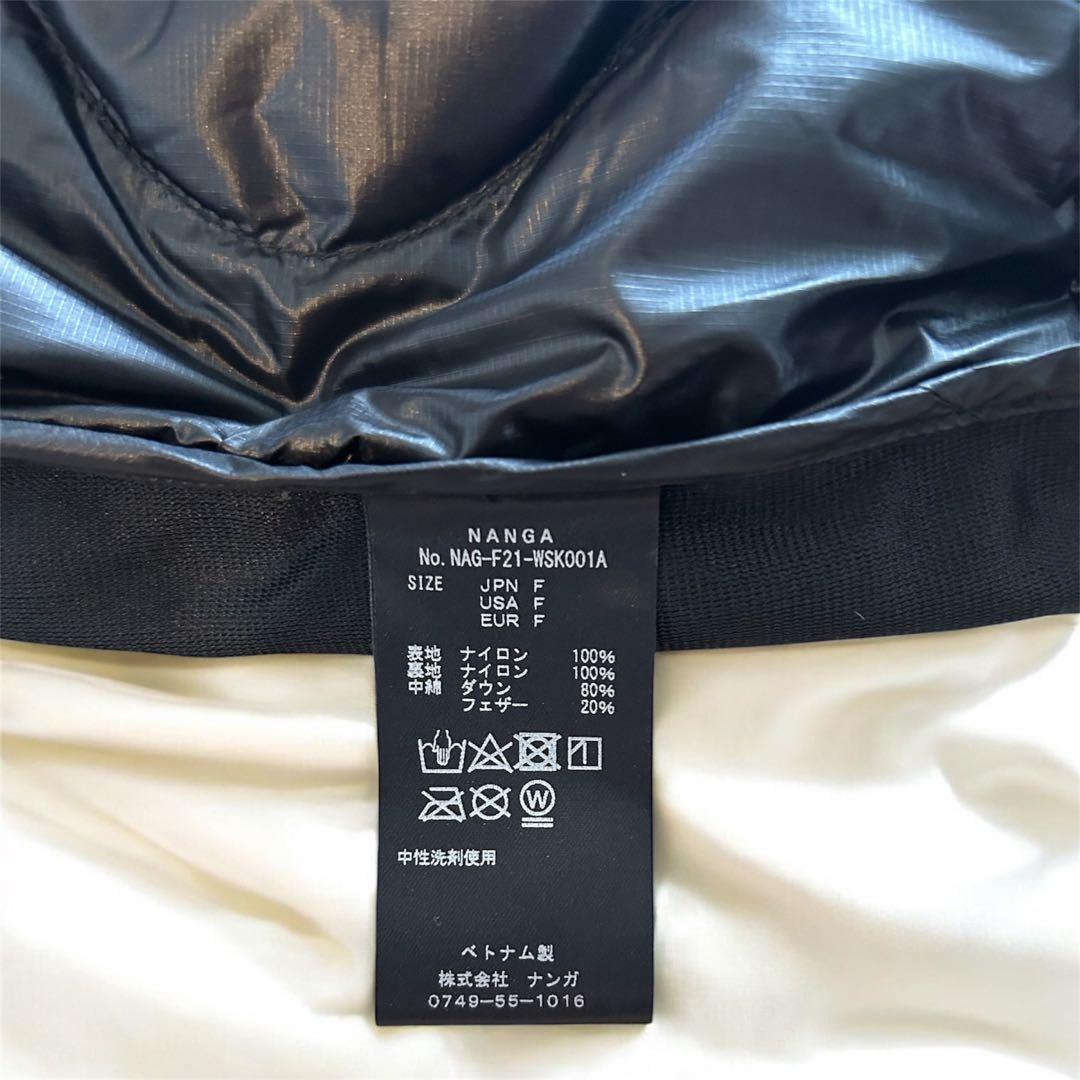 NANGA
No. NAG-F21-WSK001A
SIZE JPN F
USA F
EUR F
表地 ナイロン 100%
裏地 ナイロン 100%
中綿 ダウン 80%
フェザー 20%
W
中性洗剤使用
ベトナム製
株式会社 ナンガ
0749-55-1016